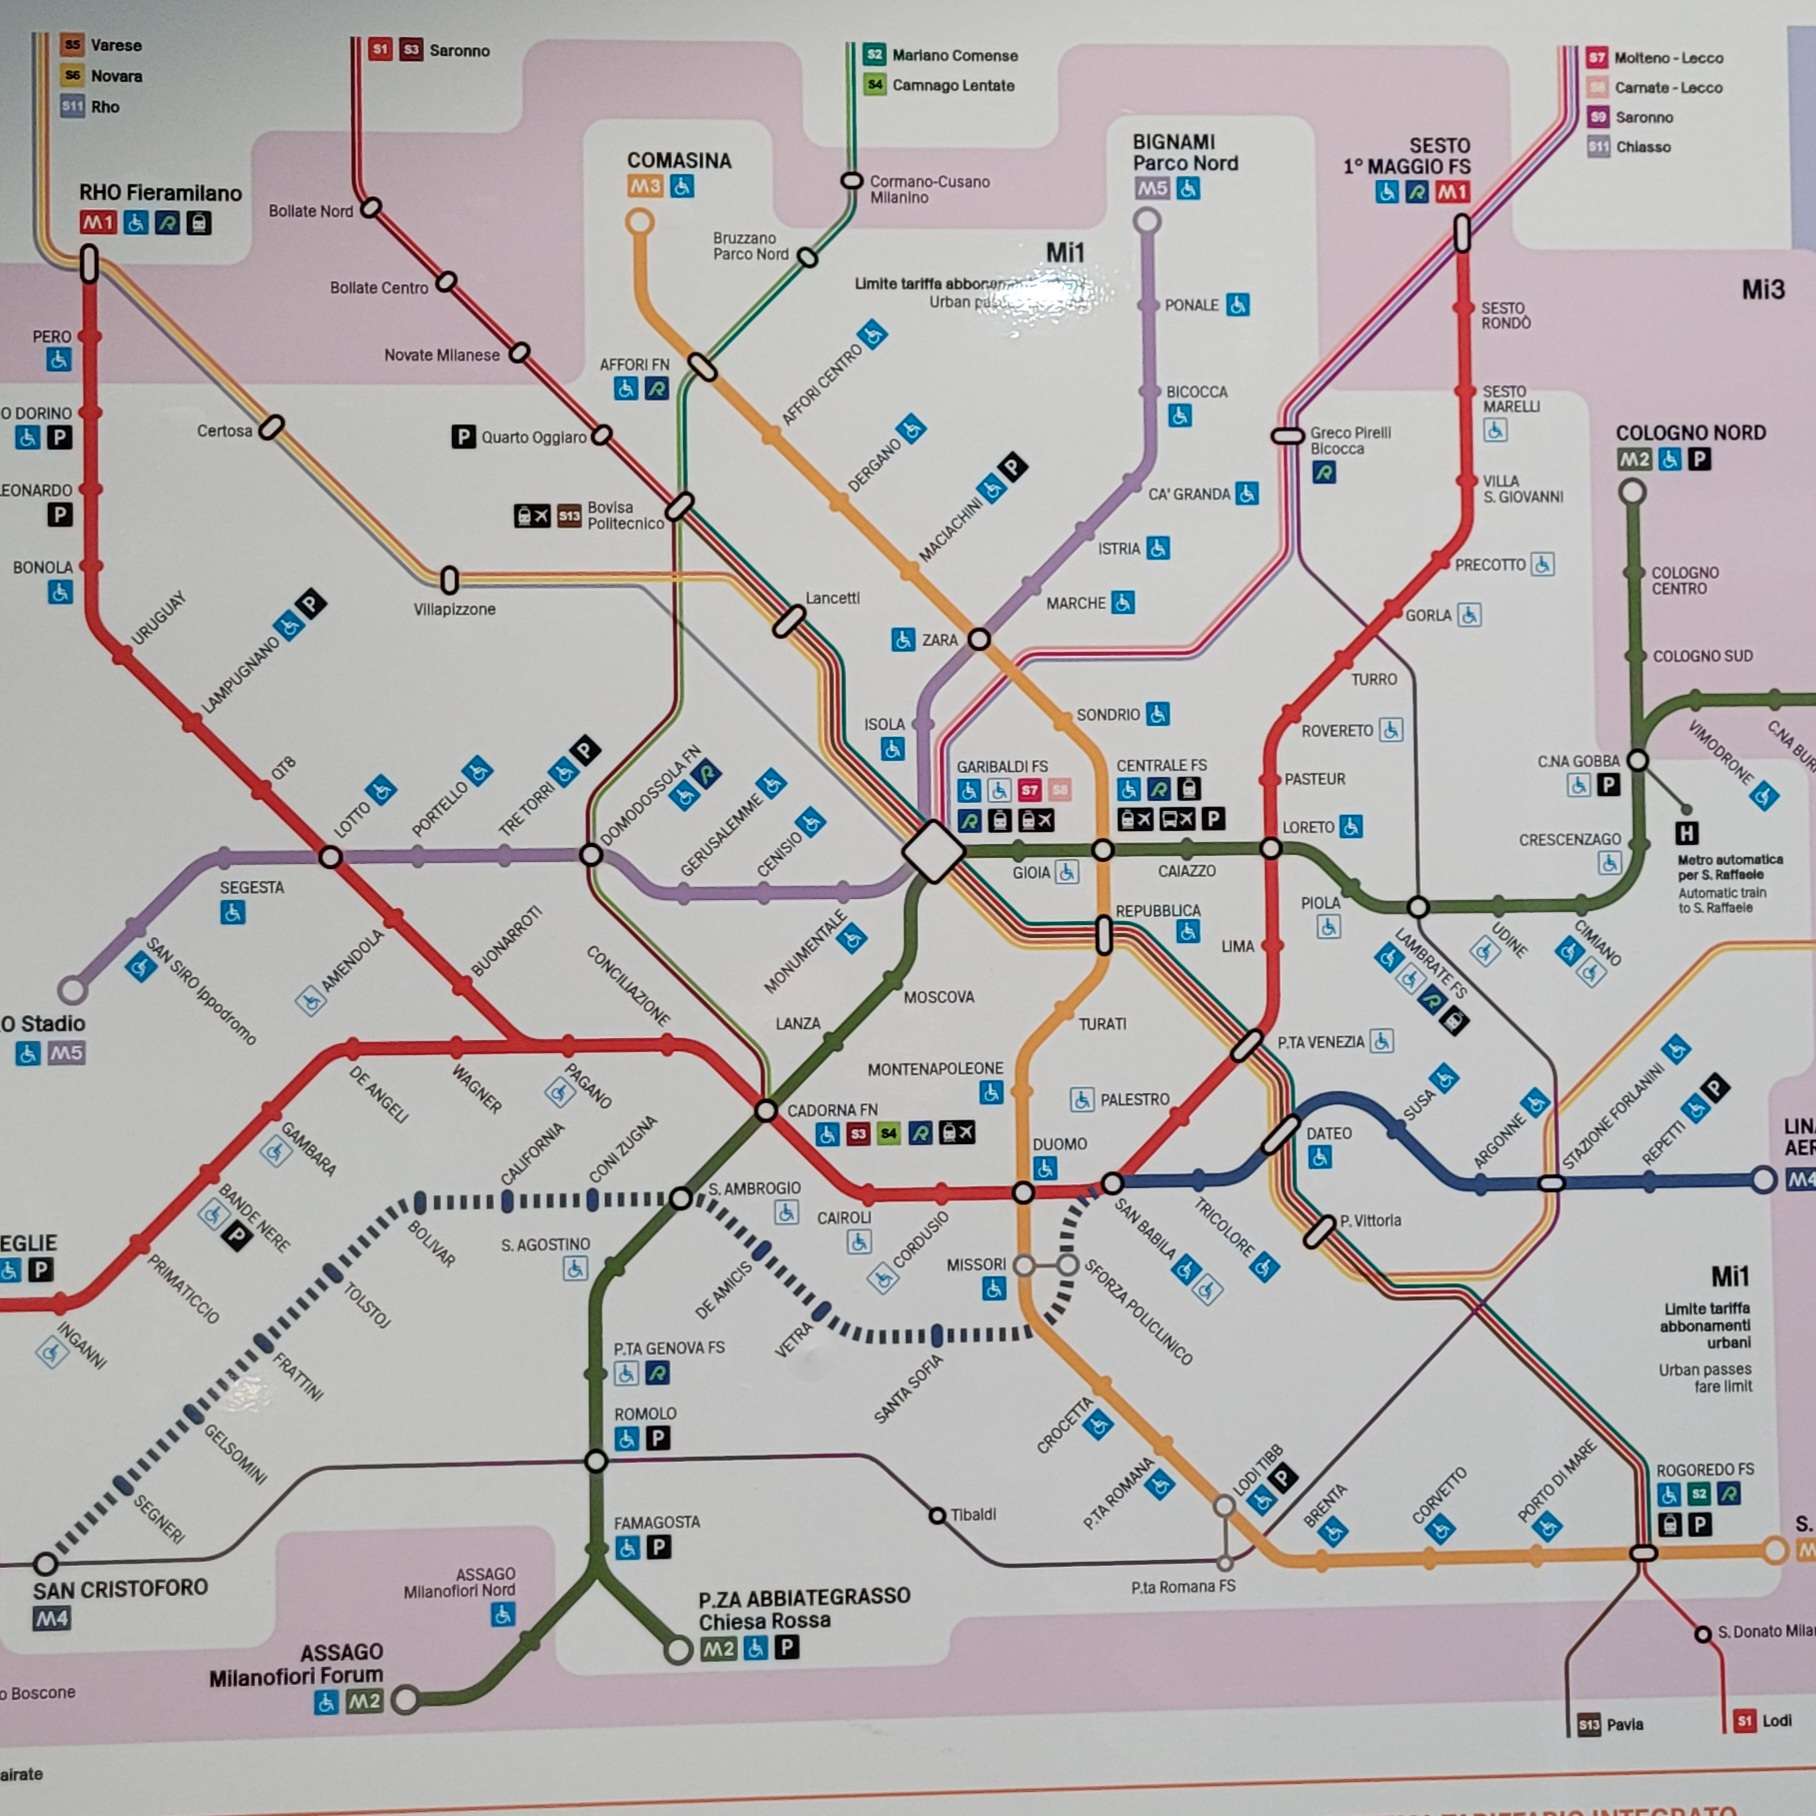 S5 Varese
S6 Novara
S11 Rho
S1 S3 Saronno
S2 Mariano Comense
S4 Camnago Lentate
S7 Molteno - Lecco
S8 Carnate - Lecco
S9 Saronno
S11 Chiasso
RHO Fieramilano
M1
Bollate Nord
Bollate Centro
Novate Milanese
P Quarto Oggiaro
S13 Bovisa
Politecnico
COMASINA
M3
Cormano-Cusano
Milanino
Bruzzano
Parco Nord
AFFORI FN
AFFORI CENTRO
DERGANO
MACIACHINI P
Mi1
Limite tariffa
Urban
BIGNAMI
Parco Nord
M5
PONALE
BICOCCA
CA' GRANDA
ISTRIA
MARCHE
ZARA
ISOLA
SESTO
1° MAGGIO FS
M1
SESTO
RONDÒ
SESTO
MARELLI
VILLA
S. GIOVANNI
PRECOTTO
GORLA
TURRO
ROVERETO
PASTEUR
LORETO
LIMA
Greco Pirelli
Bicocca
Mi3
COLOGNO NORD
M2 P
COLOGNO
CENTRO
COLOGNO SUD
C.NA GOBBA
P
VIMODRONE
CRESCENZAGO
H
Metro automatica
per S. Raffaele
Automatic train
to S. Raffaele
PERO
O DORINO
P
EONARDO
P
BONOLA
URUGUAY
LAMPUGNANO P
QT8
LOTTO
PORTELLO
TRE TORRI P
DOMODOSSOLA FN
GERUSALEMME
CENISIO
MONUMENTALE
Certosa
Villapizzone
Lancetti
SONDRIO
GARIBALDI FS
S7 S8
CENTRALE FS
P
GIOIA
CAIAZZO
PIOLA
LAMBRATE FS
UDINE
CIMIANO
SEGESTA
SAN SIRO Ippodromo
O Stadio
M5
AMENDOLA
BUONARROTI
CONCILIAZIONE
PAGANO
WAGNER
DE ANGELI
GAMBARA
BANDE NERE
P
PRIMATICCIO
INGANNI
EGLIE
P
REPUBBLICA
TURATI
MONTENAPOLEONE
MOSCOVA
LANZA
CADORNA FN
S3 S4
P.TA VENEZIA
PALESTRO
DUOMO
DATEO
SUSA
ARGONNE
STAZIONE FORLANINI
REPETTI P
LIN
AER
M4
SAN BABILA
TRICOLORE
P. Vittoria
CAIROLI
CORDUSIO
MISSORI
SFORZA POLICLINICO
S. AMBROGIO
CONI ZUGNA
CALIFORNIA
BOLIVAR
TOLSTOJ
FRATTINI
GELSOMINI
SEGNERI
SAN CRISTOFORO
M4
S. AGOSTINO
DE AMICIS
VETRA
SANTA SOFIA
P.TA GENOVA FS
ROMOLO
P
FAMAGOSTA
P
CROCETTA
P.TA ROMANA
LODI TIBB
P
Tibaldi
P.ta Romana FS
BRENTA
CORVETTO
PORTO DI MARE
ROGOREDO FS
S2
P
S.
M
Mi1
Limite tariffa
abbonamenti
urbani
Urban passes
fare limit
ASSAGO
Milanofiori Nord
ASSAGO
Milanofiori Forum
M2
P.ZA ABBIATEGRASSO
Chiesa Rossa
M2 P
o Boscone
S. Donato Mila
S13 Pavia
S1 Lodi
airate